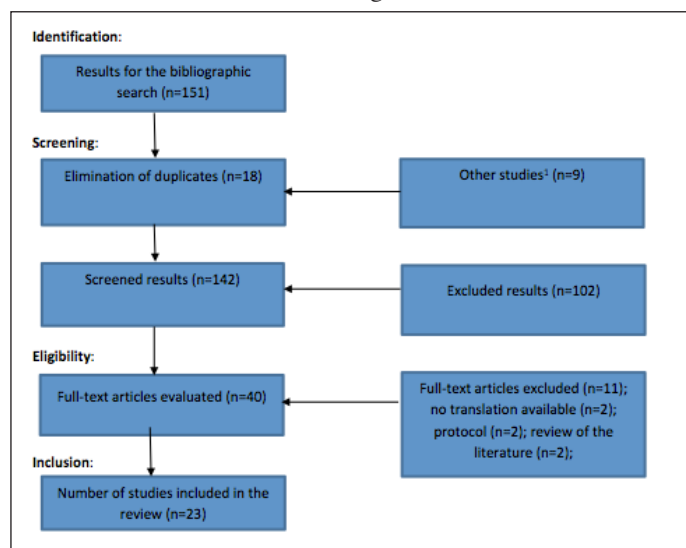 Identification:
Results for the bibliographic
search (n=151)
Screening:
Elimination of duplicates (n=18)
Other studies¹ (n=9)
Screened results (n=142)
Excluded results (n=102)
Eligibility:
Full-text articles evaluated (n=40)
Full-text articles excluded (n=11);
no translation available (n=2);
protocol (n=2); review of the
literature (n=2);
Inclusion:
Number of studies included in the
review (n=23)